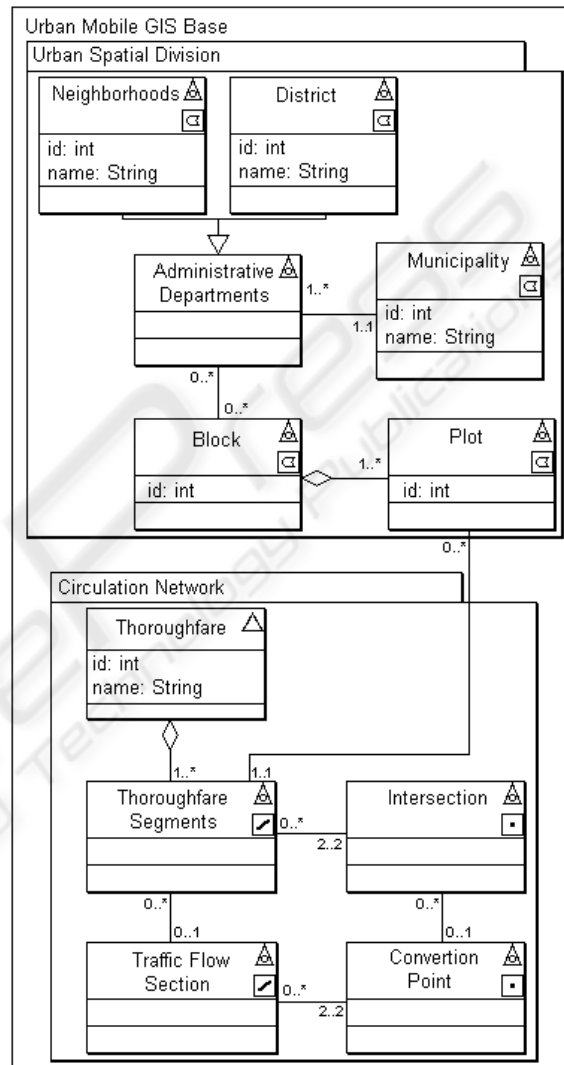 Urban Mobile GIS Base
Urban Spatial Division
Neighborhoods
id: int
name: String
District
id: int
name: String
Administrative
Departments
1..*
1..1
Municipality
id: int
name: String
0..*
0..*
Block
id: int
1..*
Plot
id: int
0..*
Circulation Network
Thoroughfare
id: int
name: String
1..*
1..1
Thoroughfare
Segments
0..*
2..2
Intersection
0..*
0..1
0..*
0..1
Traffic Flow
Section
0..*
2..2
Convertion
Point